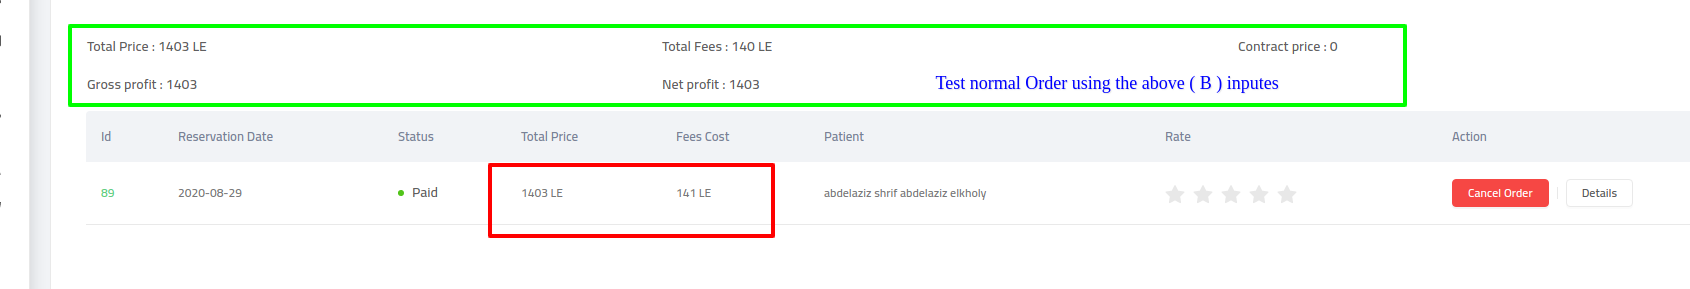 Total Price : 1403 LE Total Fees : 140 LE Contract price : 0
Gross profit : 1403 Net profit : 1403 Test normal Order using the above ( B ) inputes
Id Reservation Date Status Total Price Fees Cost Patient Rate Action
89 2020-08-29 Paid 1403 LE 141 LE abdelaziz shrif abdelaziz elkholy Cancel Order Details